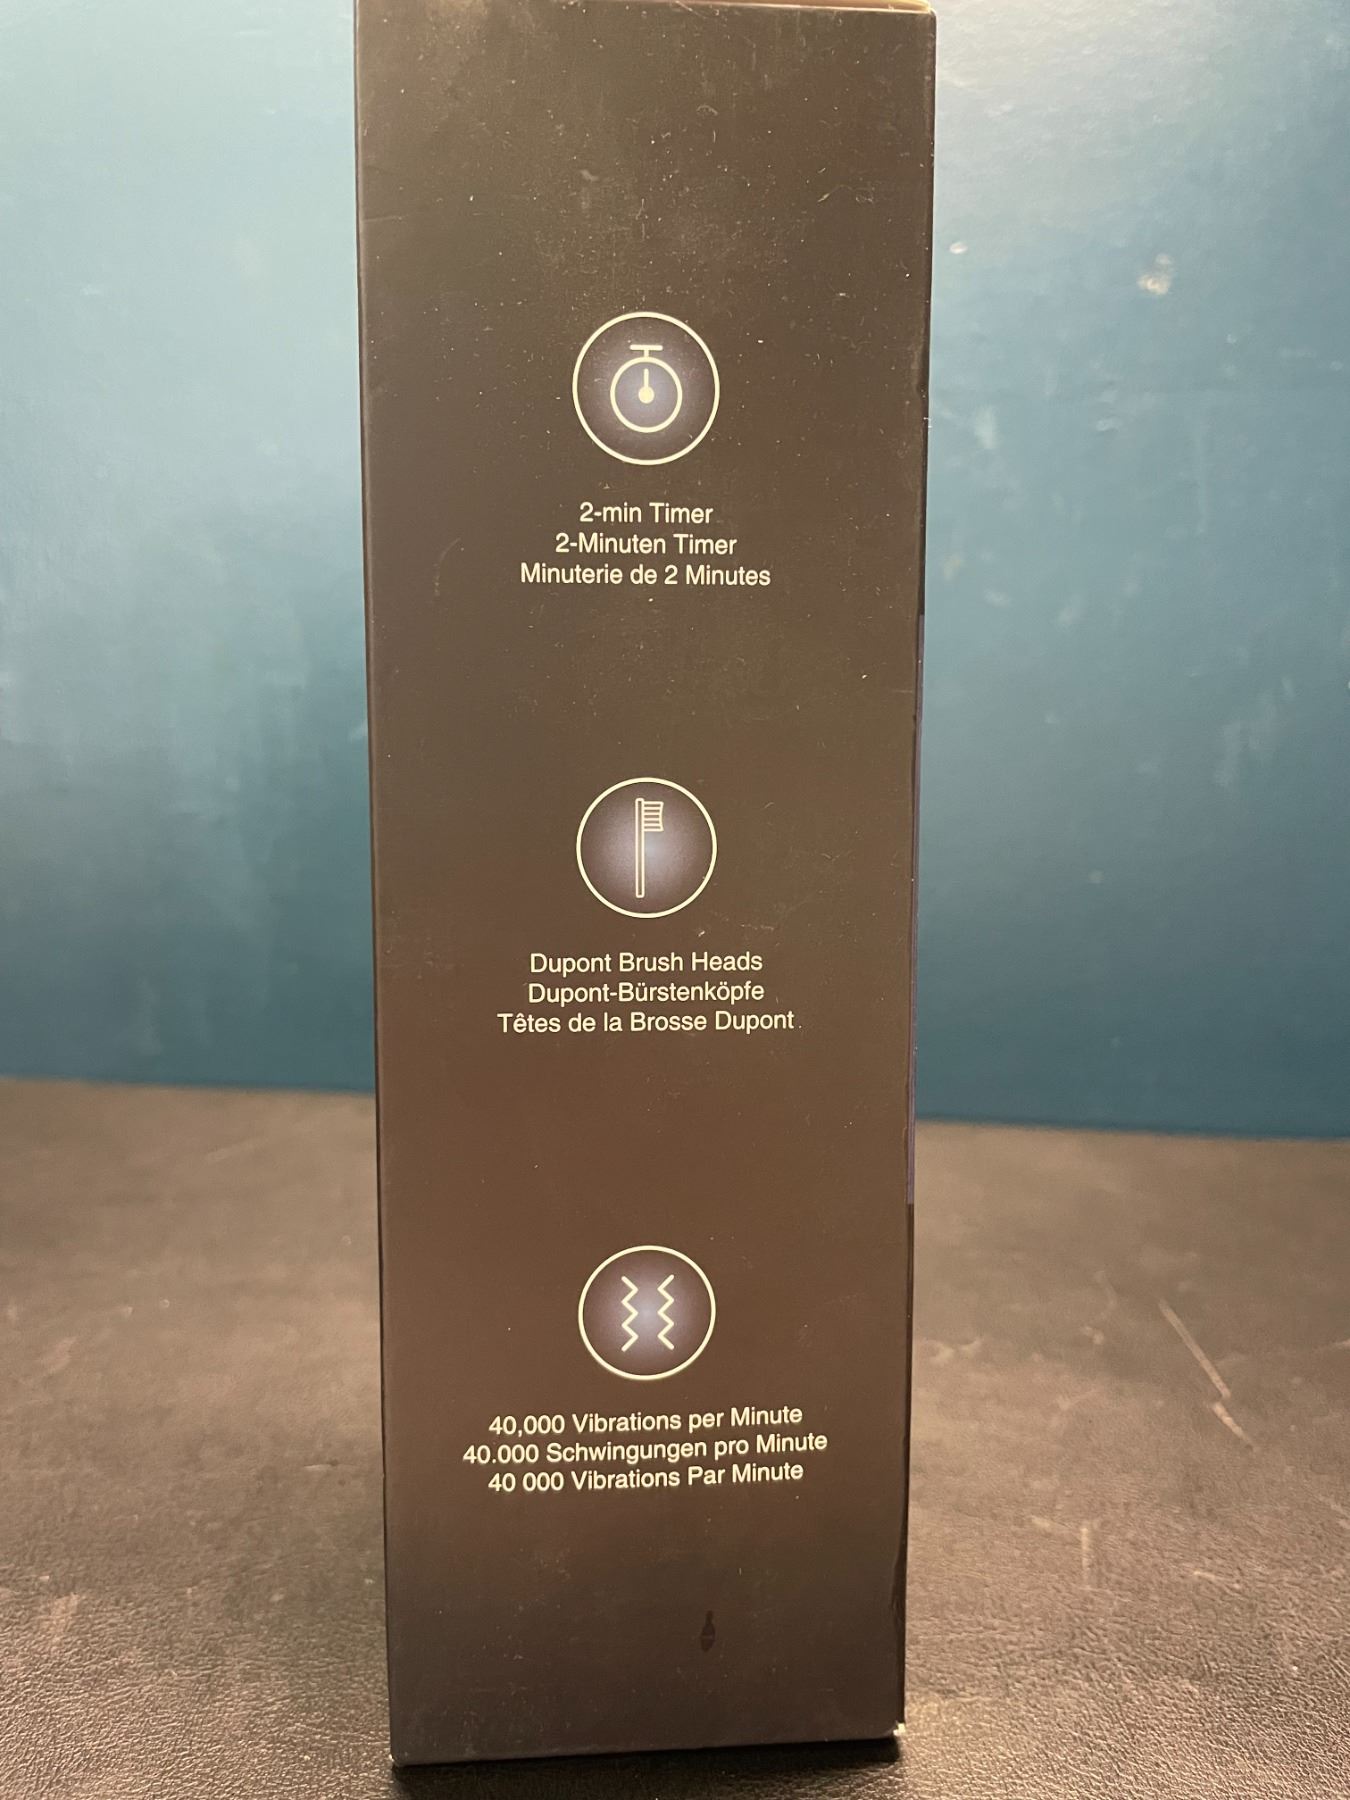 2-min Timer
2-Minuten Timer
Minuterie de 2 Minutes
Dupont Brush Heads
Dupont-Bürstenköpfe
Têtes de la Brosse Dupont
40,000 Vibrations per Minute
40.000 Schwingungen pro Minute
40 000 Vibrations Par Minute